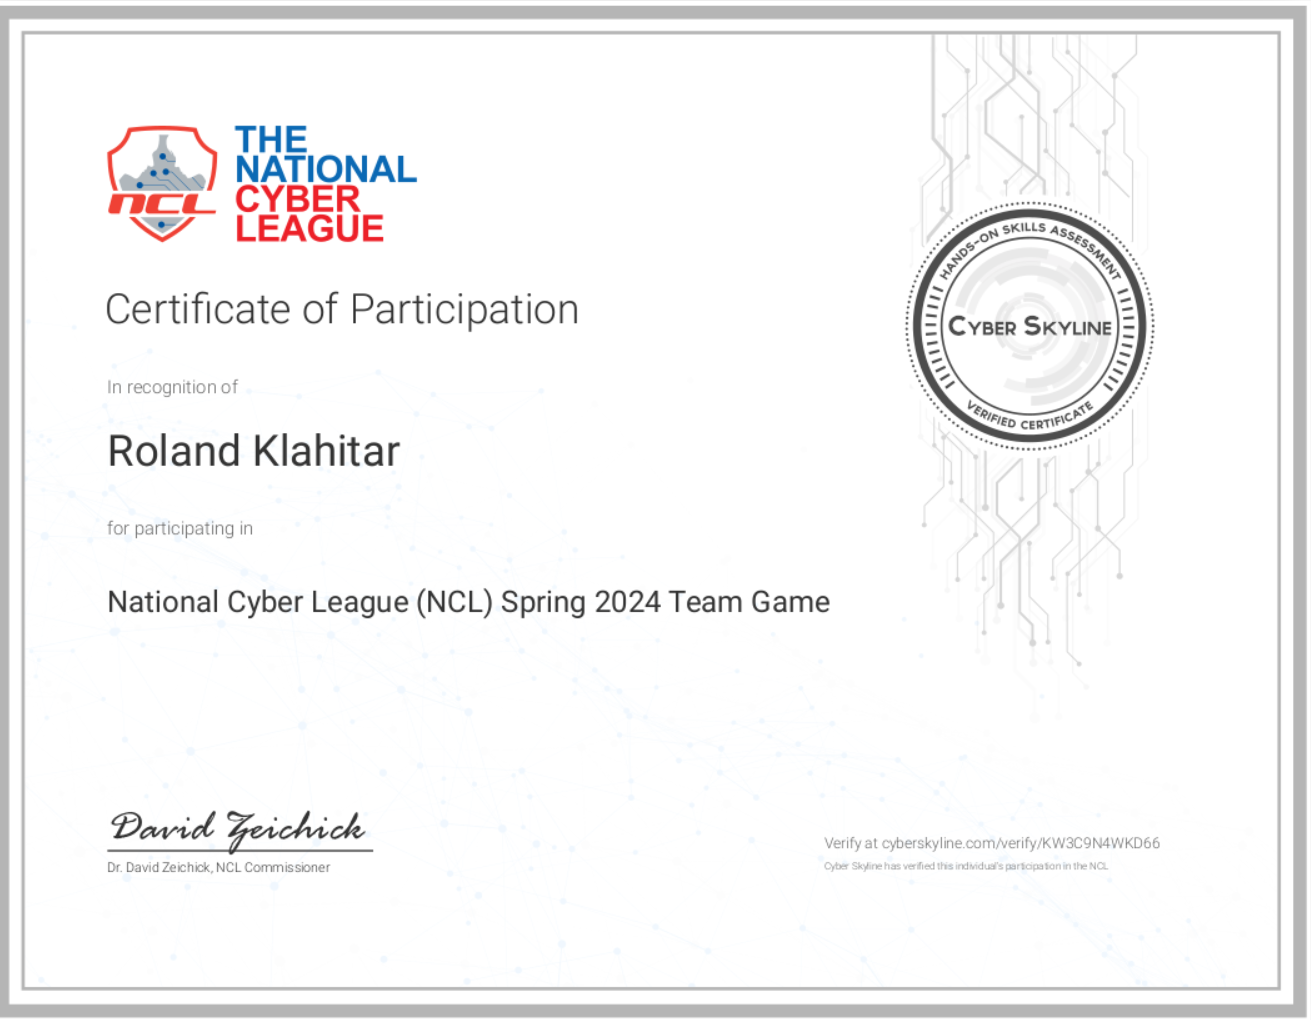 THE
NATIONAL
CYBER
LEAGUE
ncl
Certificate of Participation
In recognition of
Roland Klahitar
for participating in
National Cyber League (NCL) Spring 2024 Team Game
HANDS-ON SKILLS ASSESSMENT
CYBER SKYLINE
VERIFIED CERTIFICATE
David Zeichick
Dr. David Zeichick, NCL Commissioner
Verify at cyberskyline.com/verify/KW3C9N4WKD66
Cyber Skyline has verified this individual's participation in the NCL